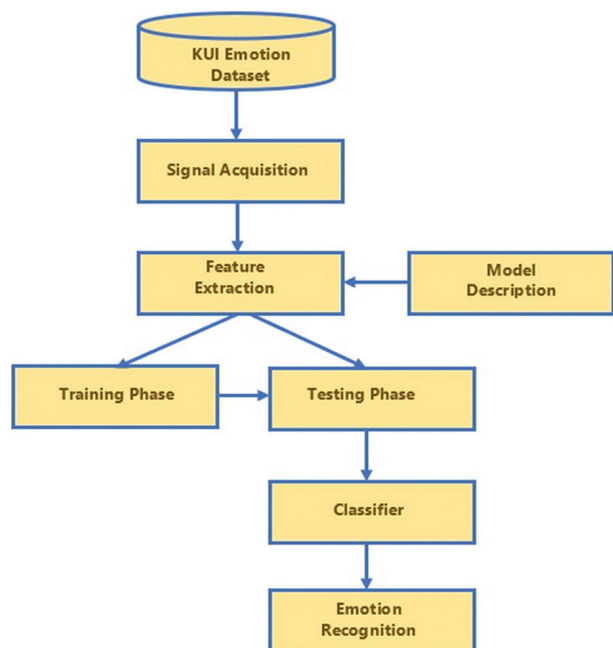 KUI Emotion
Dataset
Signal Acquisition
Feature
Extraction
Model
Description
Training Phase
Testing Phase
Classifier
Emotion
Recognition